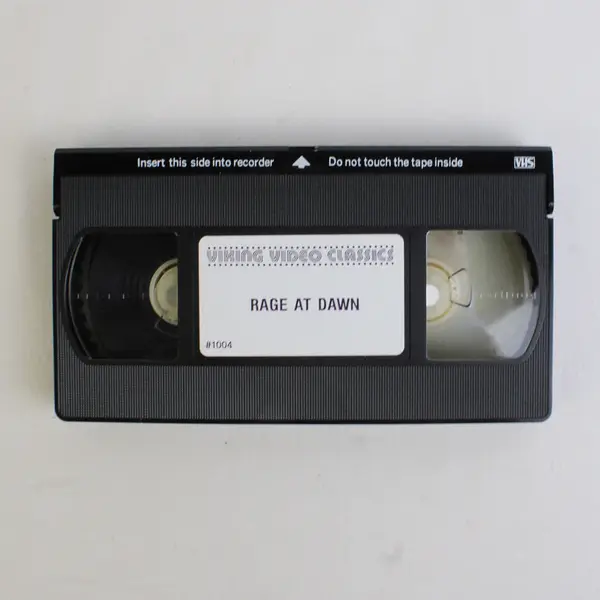 Insert this side into recorder Do not touch the tape inside VHS
VIKING VIDEO CLASSICS
RAGE AT DAWN
#1004